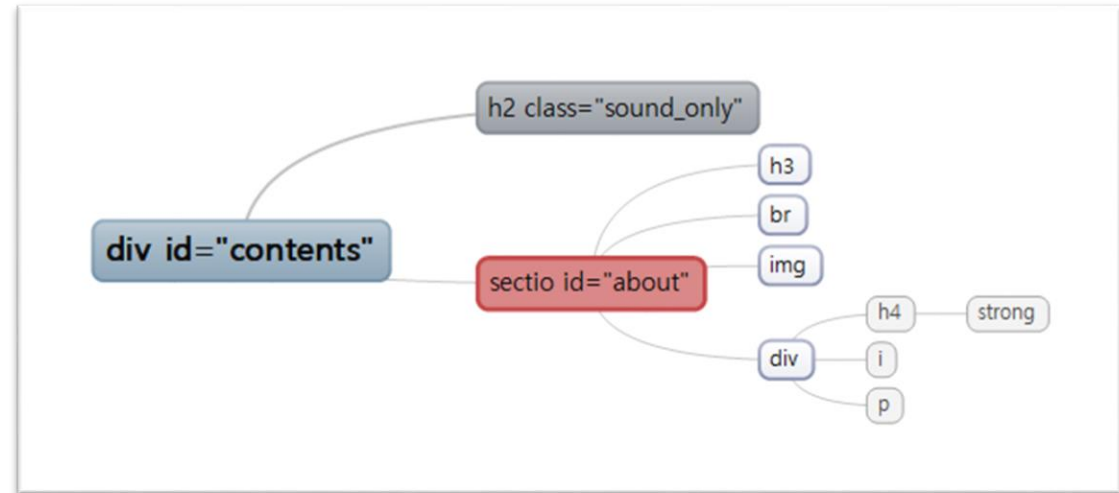 h2 class="sound_only"
h3
br
div id="contents"
sectio id="about"
img
h4
strong
div
i
p